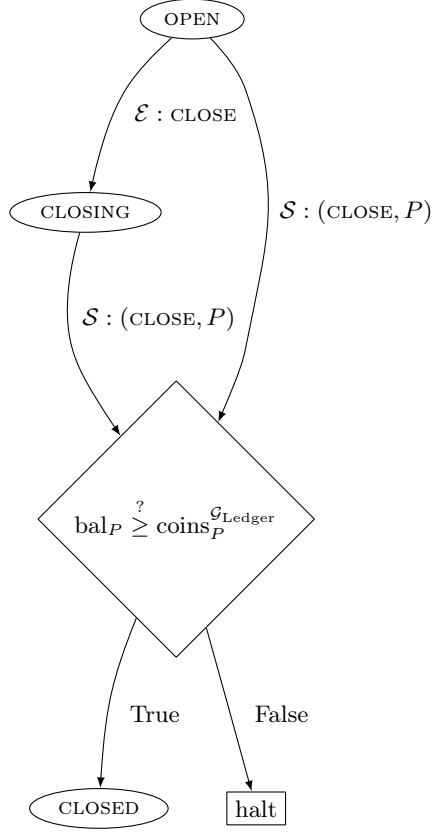 OPEN
ℰ : CLOSE
𝒮 : (CLOSE, P)
CLOSING
𝒮 : (CLOSE, P)
bal_P ≥^? coins_P^{𝒢_Ledger}
True
False
CLOSED
halt